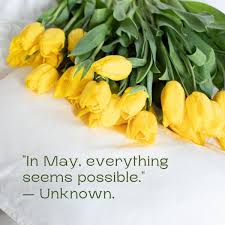 "In May, everything
seems possible."
— Unknown.